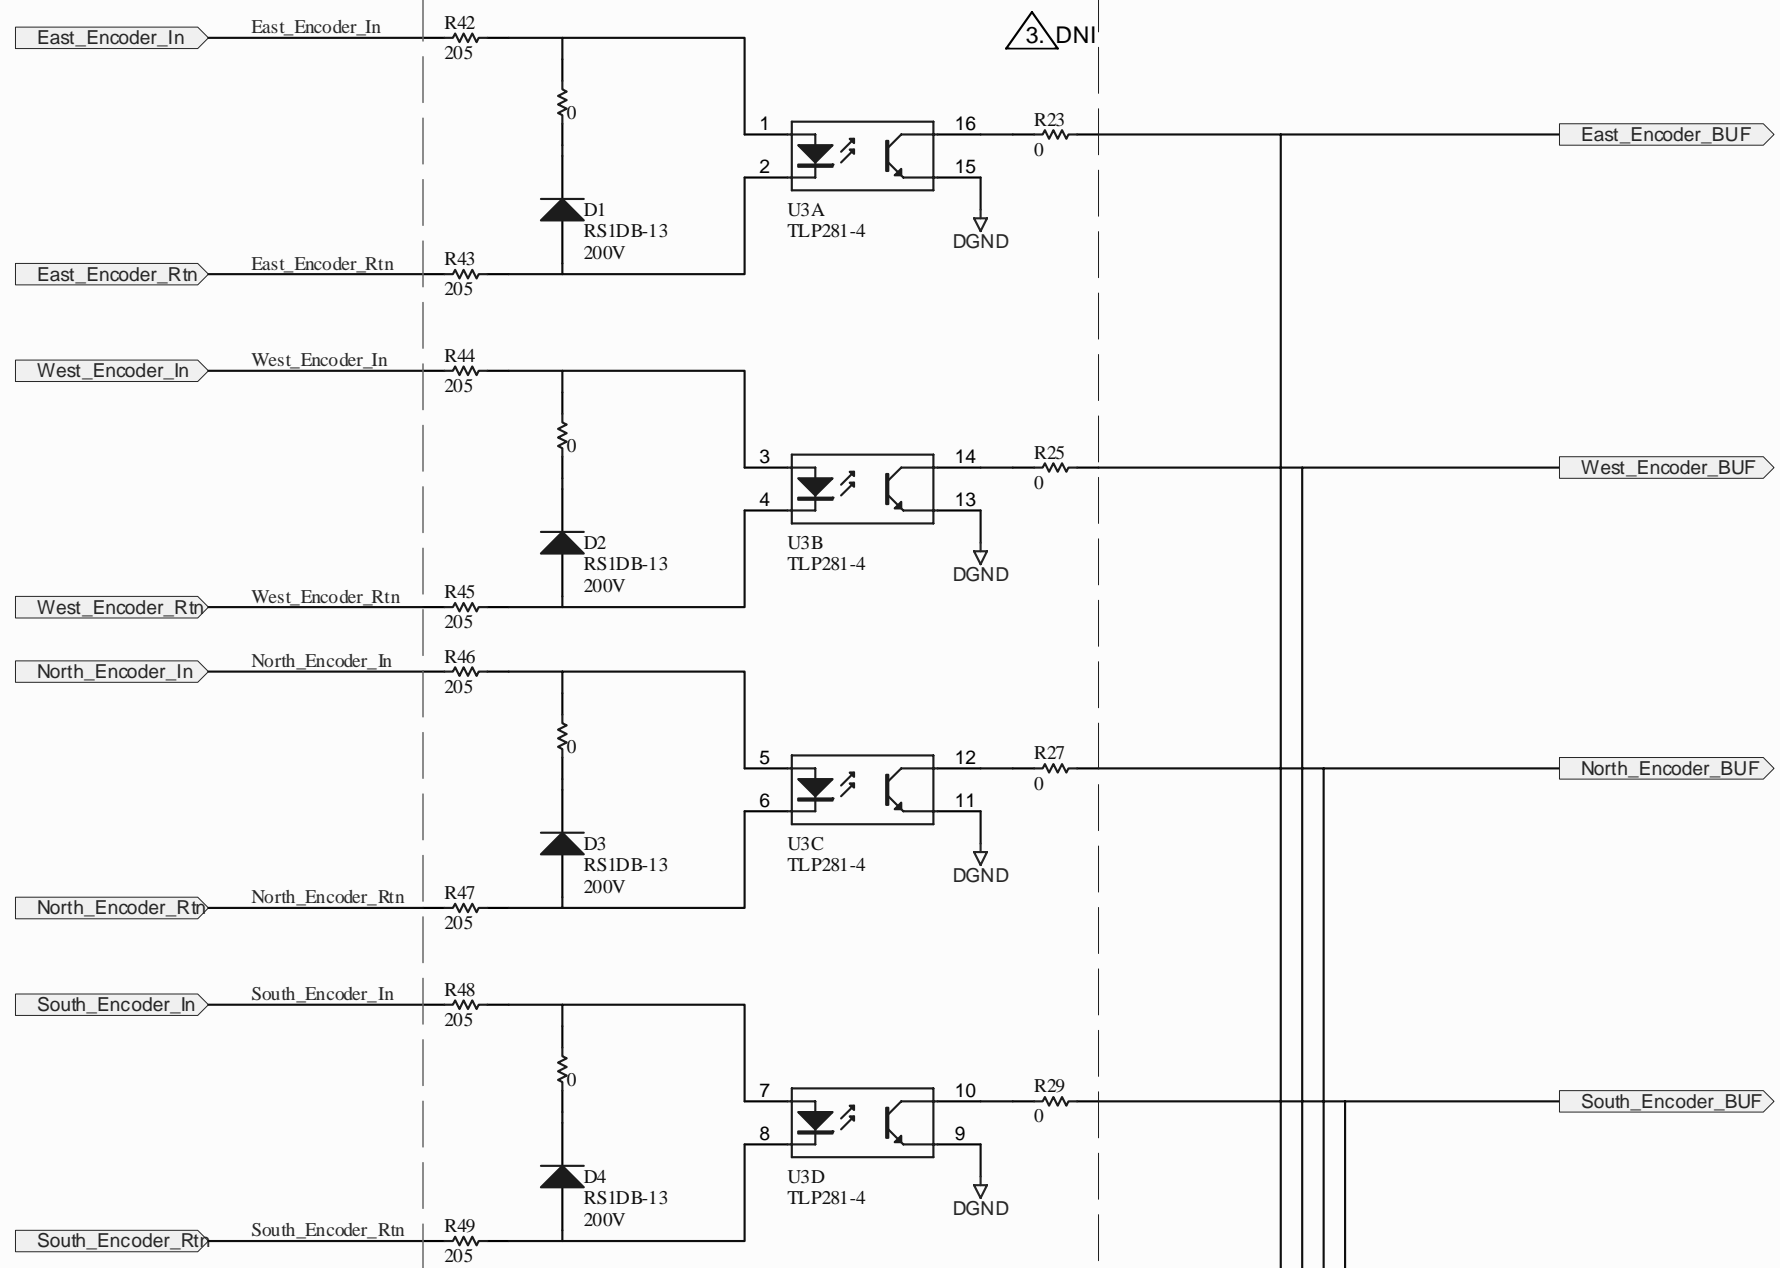 East_Encoder_In
East_Encoder_In
R42
205
3. DNI
0
1
2
16
15
R23
0
East_Encoder_BUF
D1
RS1DB-13
200V
U3A
TLP281-4
DGND
East_Encoder_Rtn
East_Encoder_Rtn
R43
205
West_Encoder_In
West_Encoder_In
R44
205
0
3
4
14
13
R25
0
West_Encoder_BUF
D2
RS1DB-13
200V
U3B
TLP281-4
DGND
West_Encoder_Rtn
West_Encoder_Rtn
R45
205
North_Encoder_In
North_Encoder_In
R46
205
0
5
6
12
11
R27
0
North_Encoder_BUF
D3
RS1DB-13
200V
U3C
TLP281-4
DGND
North_Encoder_Rtn
North_Encoder_Rtn
R47
205
South_Encoder_In
South_Encoder_In
R48
205
0
7
8
10
9
R29
0
South_Encoder_BUF
D4
RS1DB-13
200V
U3D
TLP281-4
DGND
South_Encoder_Rtn
South_Encoder_Rtn
R49
205